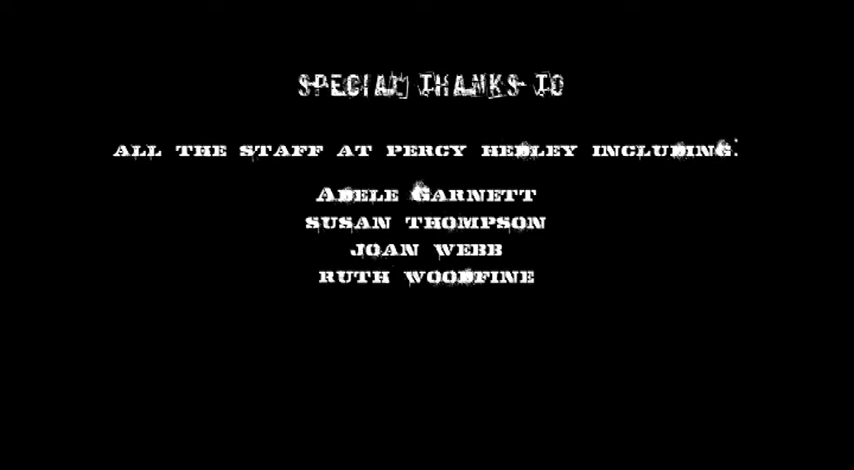 SPECIAL THANKS TO
ALL THE STAFF AT PERCY HEDLEY INCLUDING:
ADELE GARNETT
SUSAN THOMPSON
JOAN WEBB
RUTH WOODFINE